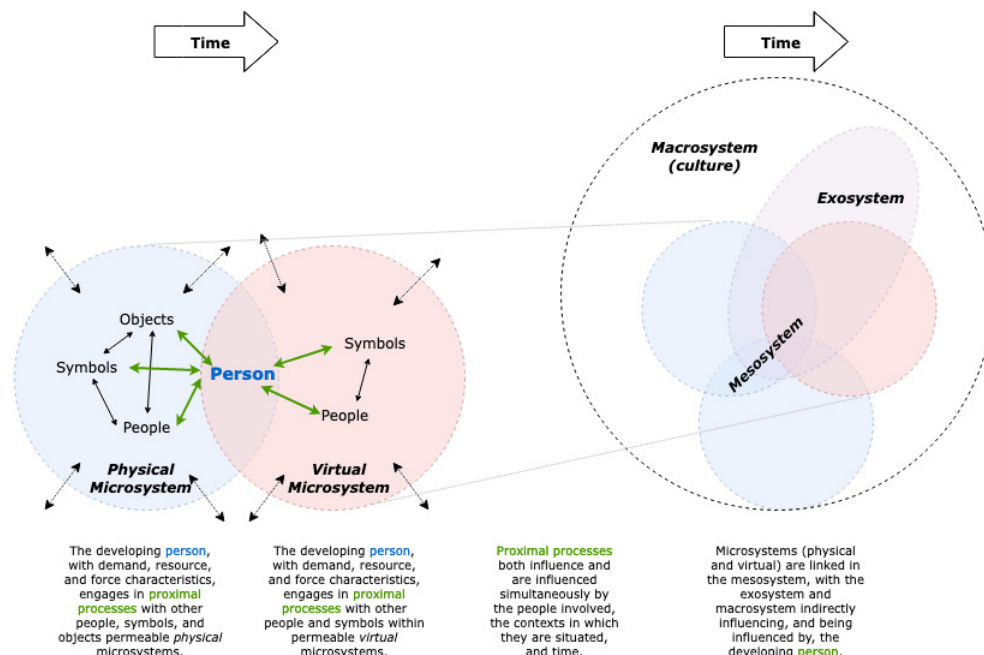 Time
Time
Macrosystem
(culture)
Exosystem
Mesosystem
Objects
Symbols
People
Person
Symbols
People
Physical
Microsystem
Virtual
Microsystem
The developing person,
with demand, resource,
and force characteristics,
engages in proximal
processes with other
people, symbols, and
objects permeable physical
microsystems.
The developing person,
with demand, resource,
and force characteristics,
engages in proximal
processes with other
people and symbols within
permeable virtual
microsystems.
Proximal processes
both influence and
are influenced
simultaneously by
the people involved,
the contexts in which
they are situated,
and time.
Microsystems (physical
and virtual) are linked in
the mesosystem, with the
exosystem and
macrosystem indirectly
influencing, and being
influenced by, the
developing person.